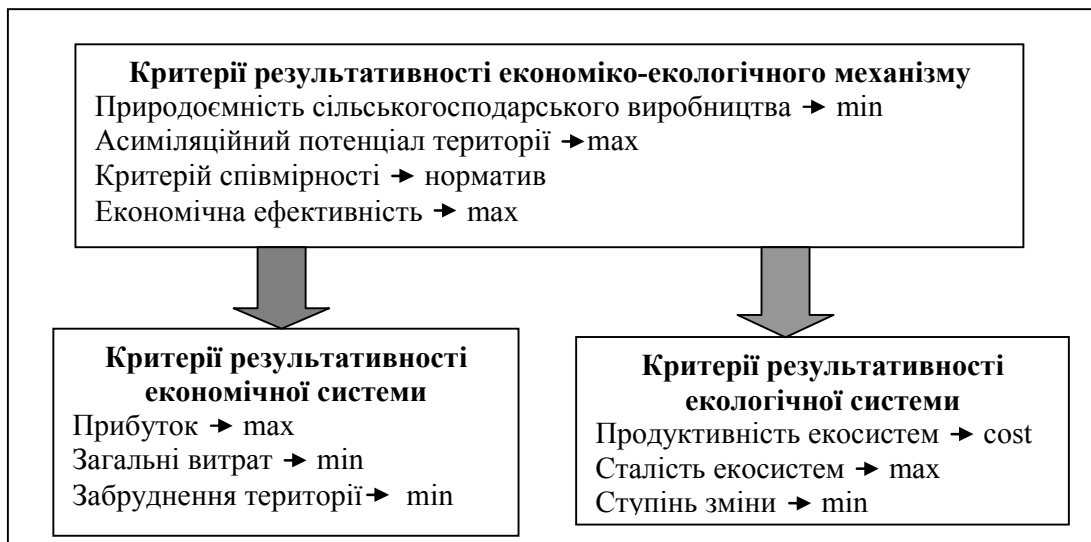 Критерії результативності економіко-екологічного механізму
Природоємність сільськогосподарського виробництва → min
Асиміляційний потенціал території → max
Критерій співмірності → норматив
Економічна ефективність → max
Критерії результативності
економічної системи
Прибуток → max
Загальні витрат → min
Забруднення території → min
Критерії результативності
екологічної системи
Продуктивність екосистем → cost
Сталість екосистем → max
Ступінь зміни → min